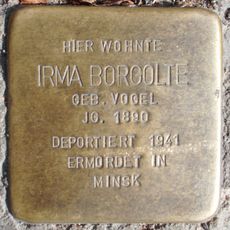 HIER WOHNTE
IRMA BORGOLTE
GEB. VOGEL
JG. 1890
DEPORTIERT 1941
ERMORDET IN
MINSK